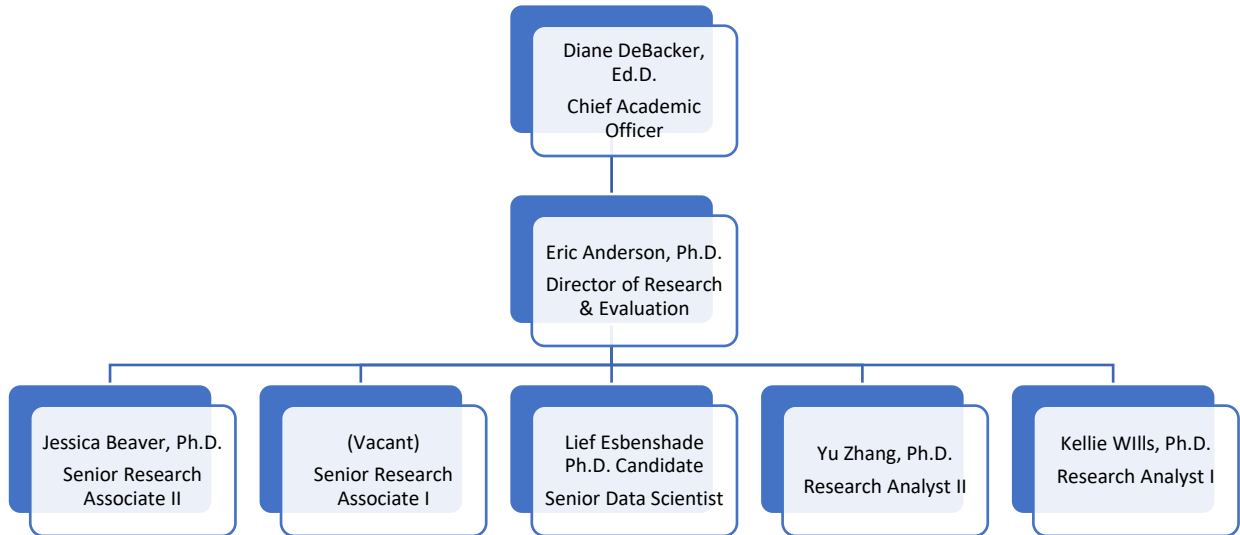 Diane DeBacker,
Ed.D.
Chief Academic
Officer
Eric Anderson, Ph.D.
Director of Research
& Evaluation
Jessica Beaver, Ph.D.
Senior Research
Associate II
(Vacant)
Senior Research
Associate I
Lief Esbenshade
Ph.D. Candidate
Senior Data Scientist
Yu Zhang, Ph.D.
Research Analyst II
Kellie WIlls, Ph.D.
Research Analyst I